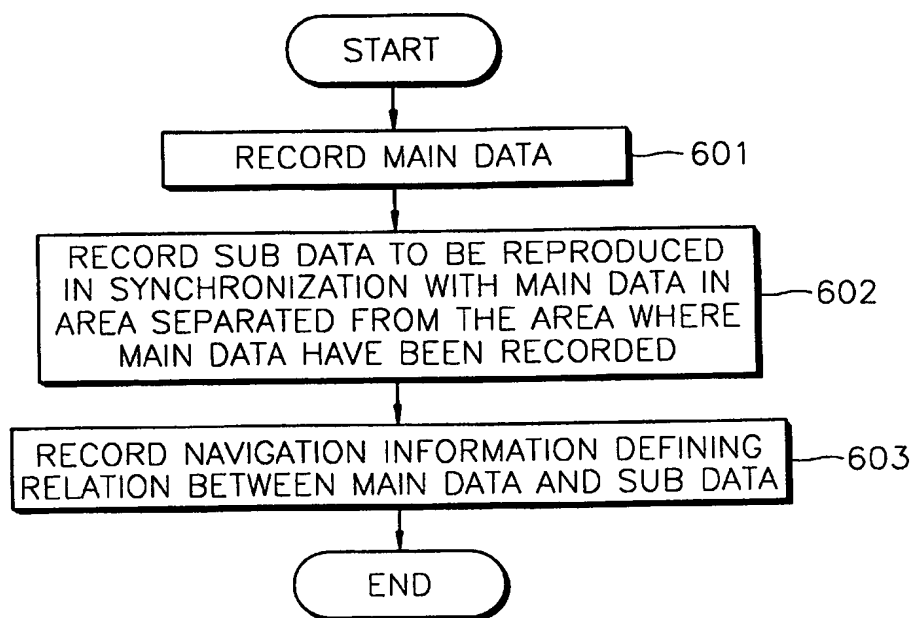 START
RECORD MAIN DATA
601
RECORD SUB DATA TO BE REPRODUCED
IN SYNCHRONIZATION WITH MAIN DATA IN
AREA SEPARATED FROM THE AREA WHERE
MAIN DATA HAVE BEEN RECORDED
602
RECORD NAVIGATION INFORMATION DEFINING
RELATION BETWEEN MAIN DATA AND SUB DATA
603
END